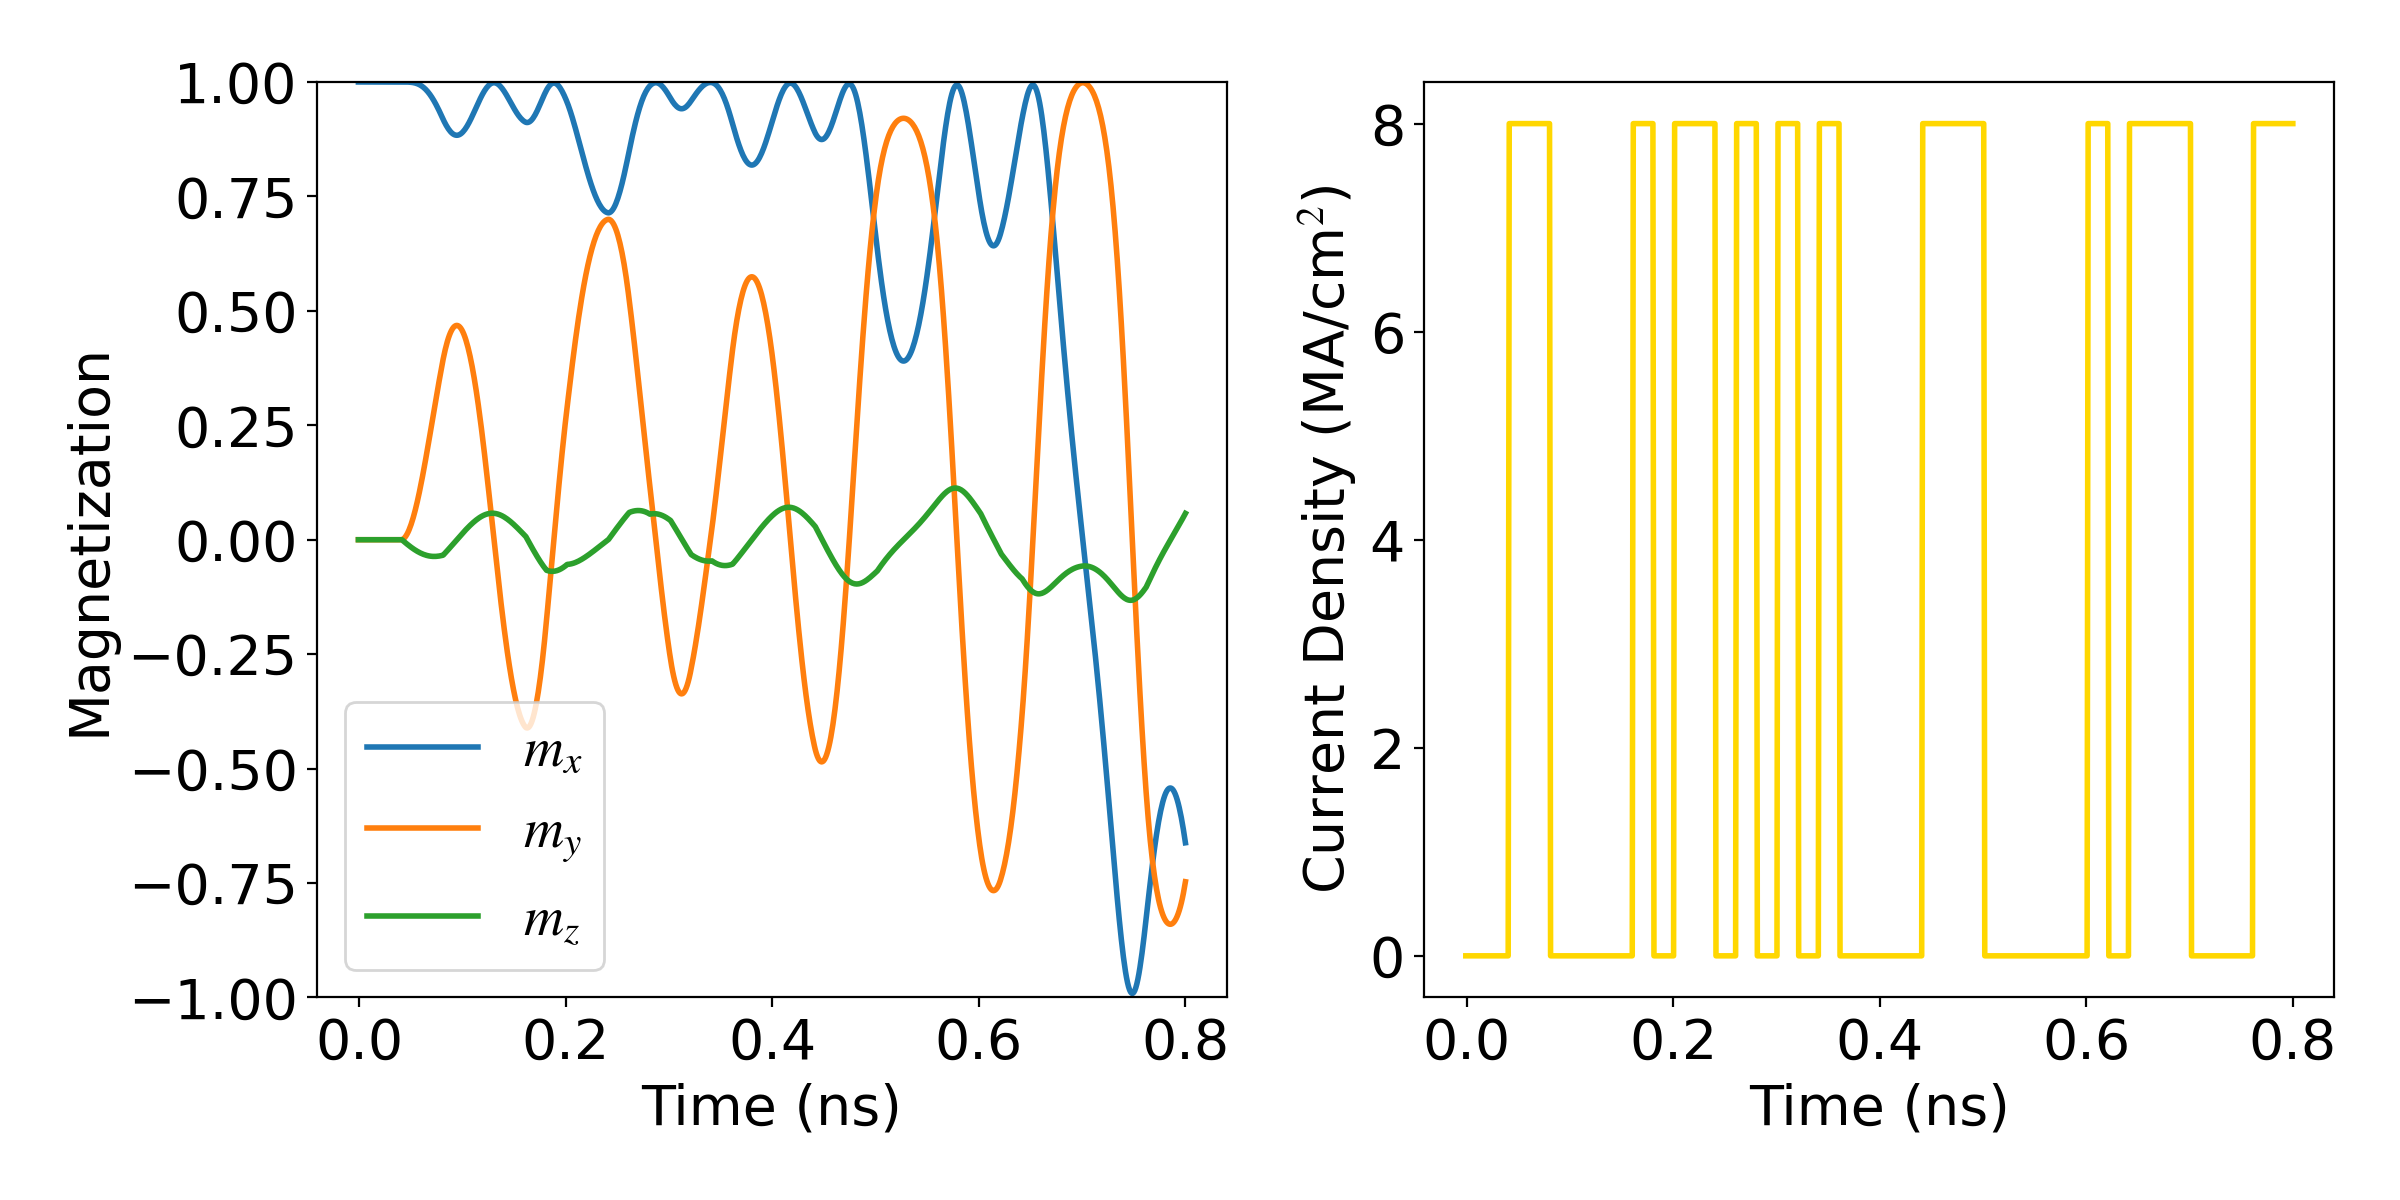 1.00
0.75
0.50
0.25
0.00
−0.25
−0.50
−0.75
−1.00
Magnetization
m_x
m_y
m_z
0.0 0.2 0.4 0.6 0.8
Time (ns)
8
6
4
2
0
Current Density (MA/cm²)
0.0 0.2 0.4 0.6 0.8
Time (ns)